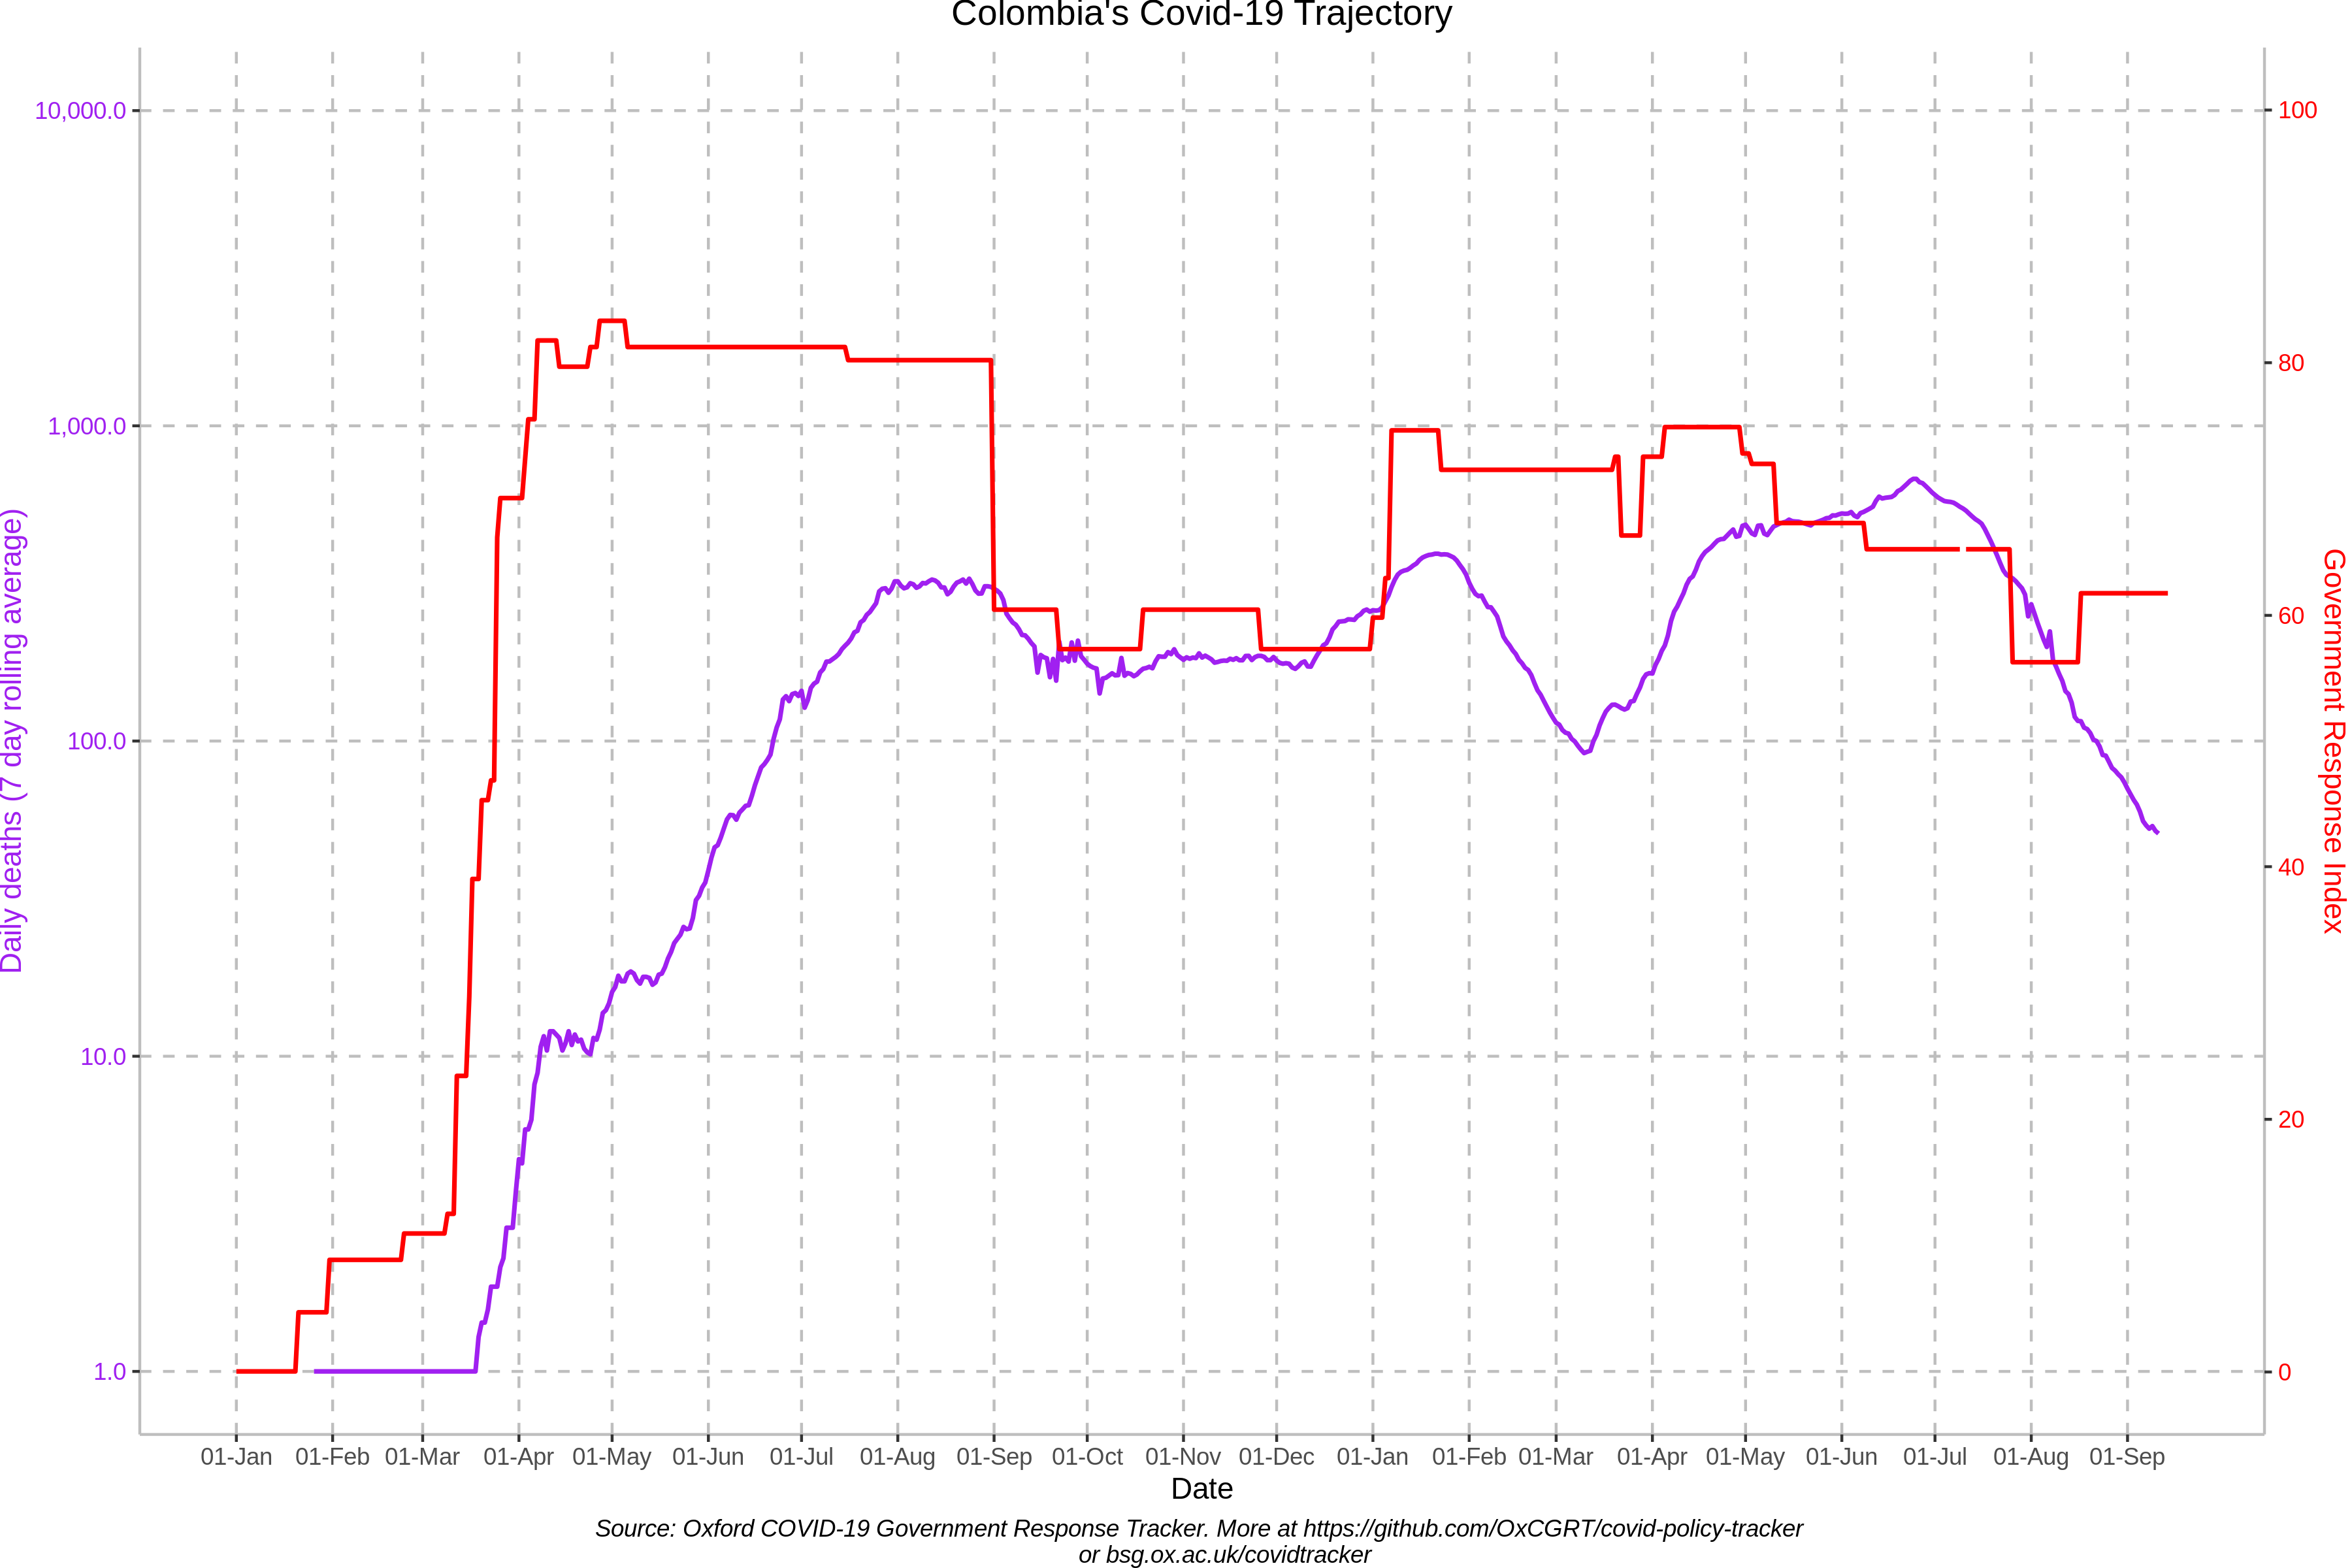 Colombia's Covid-19 Trajectory
10,000.0
1,000.0
100.0
10.0
1.0
Daily deaths (7 day rolling average)
100
80
60
40
20
0
Government Response Index
01-Jan 01-Feb 01-Mar 01-Apr 01-May 01-Jun 01-Jul 01-Aug 01-Sep 01-Oct 01-Nov 01-Dec 01-Jan 01-Feb 01-Mar 01-Apr 01-May 01-Jun 01-Jul 01-Aug 01-Sep
Date
Source: Oxford COVID-19 Government Response Tracker. More at https://github.com/OxCGRT/covid-policy-tracker
or bsg.ox.ac.uk/covidtracker